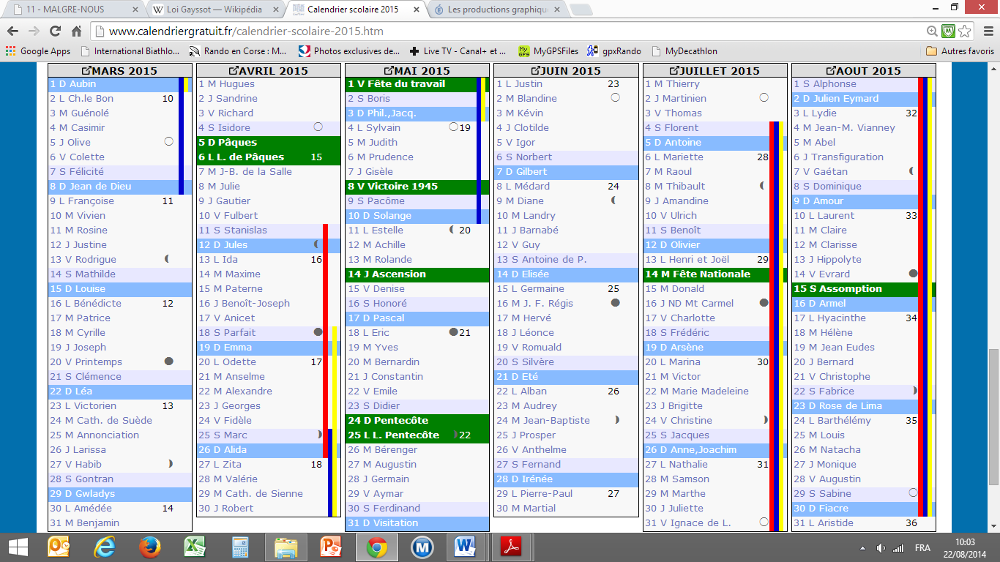 11 - MALGRE-NOUS
Loi Gayssot — Wikipédia
Calendrier scolaire 2015
Les productions graphiqu
www.calendriergratuit.fr/calendrier-scolaire-2015.htm
Google Apps
International Biathlo...
Rando en Corse : M...
Photos exclusives de...
Live TV - Canal+ et ...
MyGPSFiles
gpxRando
MyDecathlon
Autres favoris
MARS 2015
1 D Aubin
2 L Ch.le Bon 10
3 M Guénolé
4 M Casimir
5 J Olive
6 V Colette
7 S Félicité
8 D Jean de Dieu
9 L Françoise 11
10 M Vivien
11 M Rosine
12 J Justine
13 V Rodrigue
14 S Mathilde
15 D Louise
16 L Bénédicte 12
17 M Patrice
18 M Cyrille
19 J Joseph
20 V Printemps
21 S Clémence
22 D Léa
23 L Victorien 13
24 M Cath. de Suède
25 M Annonciation
26 J Larissa
27 V Habib
28 S Gontran
29 D Gwladys
30 L Amédée 14
31 M Benjamin
AVRIL 2015
1 M Hugues
2 J Sandrine
3 V Richard
4 S Isidore
5 D Pâques
6 L L. de Pâques 15
7 M J-B. de la Salle
8 M Julie
9 J Gautier
10 V Fulbert
11 S Stanislas
12 D Jules
13 L Ida 16
14 M Maxime
15 M Paterne
16 J Benoît-Joseph
17 V Anicet
18 S Parfait
19 D Emma
20 L Odette 17
21 M Anselme
22 M Alexandre
23 J Georges
24 V Fidèle
25 S Marc
26 D Alida
27 L Zita 18
28 M Valérie
29 M Cath. de Sienne
30 J Robert
MAI 2015
1 V Fête du travail
2 S Boris
3 D Phil.,Jacq.
4 L Sylvain 19
5 M Judith
6 M Prudence
7 J Gisèle
8 V Victoire 1945
9 S Pacôme
10 D Solange
11 L Estelle 20
12 M Achille
13 M Rolande
14 J Ascension
15 V Denise
16 S Honoré
17 D Pascal
18 L Eric 21
19 M Yves
20 M Bernardin
21 J Constantin
22 V Emile
23 S Didier
24 D Pentecôte
25 L L. Pentecôte 22
26 M Bérenger
27 M Augustin
28 J Germain
29 V Aymar
30 S Ferdinand
31 D Visitation
JUIN 2015
1 L Justin 23
2 M Blandine
3 M Kévin
4 J Clotilde
5 V Igor
6 S Norbert
7 D Gilbert
8 L Médard 24
9 M Diane
10 M Landry
11 J Barnabé
12 V Guy
13 S Antoine de P.
14 D Elisée
15 L Germaine 25
16 M J. F. Régis
17 M Hervé
18 J Léonce
19 V Romuald
20 S Silvère
21 D Eté
22 L Alban 26
23 M Audrey
24 M Jean-Baptiste
25 J Prosper
26 V Anthelme
27 S Fernand
28 D Irénée
29 L Pierre-Paul 27
30 M Martial
JUILLET 2015
1 M Thierry
2 J Martinien
3 V Thomas
4 S Florent
5 D Antoine
6 L Mariette 28
7 M Raoul
8 M Thibault
9 J Amandine
10 V Ulrich
11 S Benoît
12 D Olivier
13 L Henri et Joël 29
14 M Fête Nationale
15 M Donald
16 J ND Mt Carmel
17 V Charlotte
18 S Frédéric
19 D Arsène
20 L Marina 30
21 M Victor
22 M Marie Madeleine
23 J Brigitte
24 V Christine
25 S Jacques
26 D Anne,Joachim
27 L Nathalie 31
28 M Samson
29 M Marthe
30 J Juliette
31 V Ignace de L.
AOUT 2015
1 S Alphonse
2 D Julien Eymard
3 L Lydie 32
4 M Jean-M. Vianney
5 M Abel
6 J Transfiguration
7 V Gaétan
8 S Dominique
9 D Amour
10 L Laurent 33
11 M Claire
12 M Clarisse
13 J Hippolyte
14 V Evrard
15 S Assomption
16 D Armel
17 L Hyacinthe 34
18 M Hélène
19 M Jean Eudes
20 J Bernard
21 V Christophe
22 S Fabrice
23 D Rose de Lima
24 L Barthélémy 35
25 M Louis
26 M Natacha
27 J Monique
28 V Augustin
29 S Sabine
30 D Fiacre
31 L Aristide 36
FRA
10:03
22/08/2014